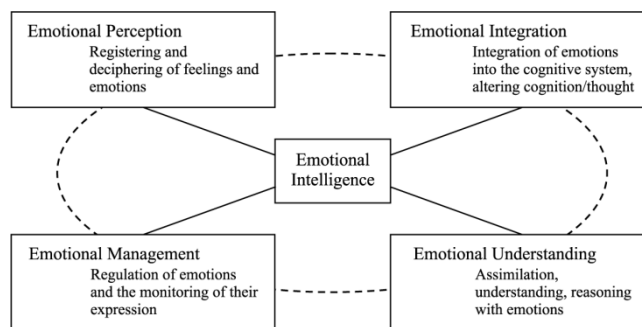 Emotional Perception
Registering and
deciphering of feelings and
emotions
Emotional Integration
Integration of emotions
into the cognitive system,
altering cognition/thought
Emotional
Intelligence
Emotional Management
Regulation of emotions
and the monitoring of their
expression
Emotional Understanding
Assimilation,
understanding, reasoning
with emotions